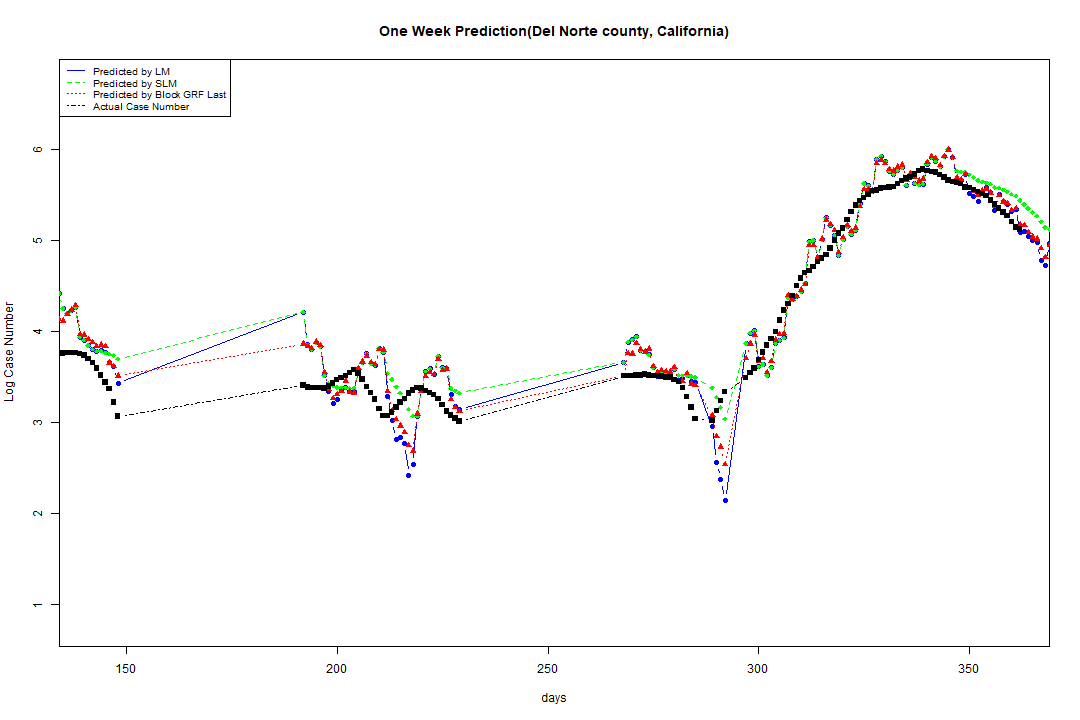 One Week Prediction(Del Norte county, California)
Predicted by LM
Predicted by SLM
Predicted by Block GRF Last
Actual Case Number
6
5
4
3
2
1
Log Case Number
150
200
250
300
350
days